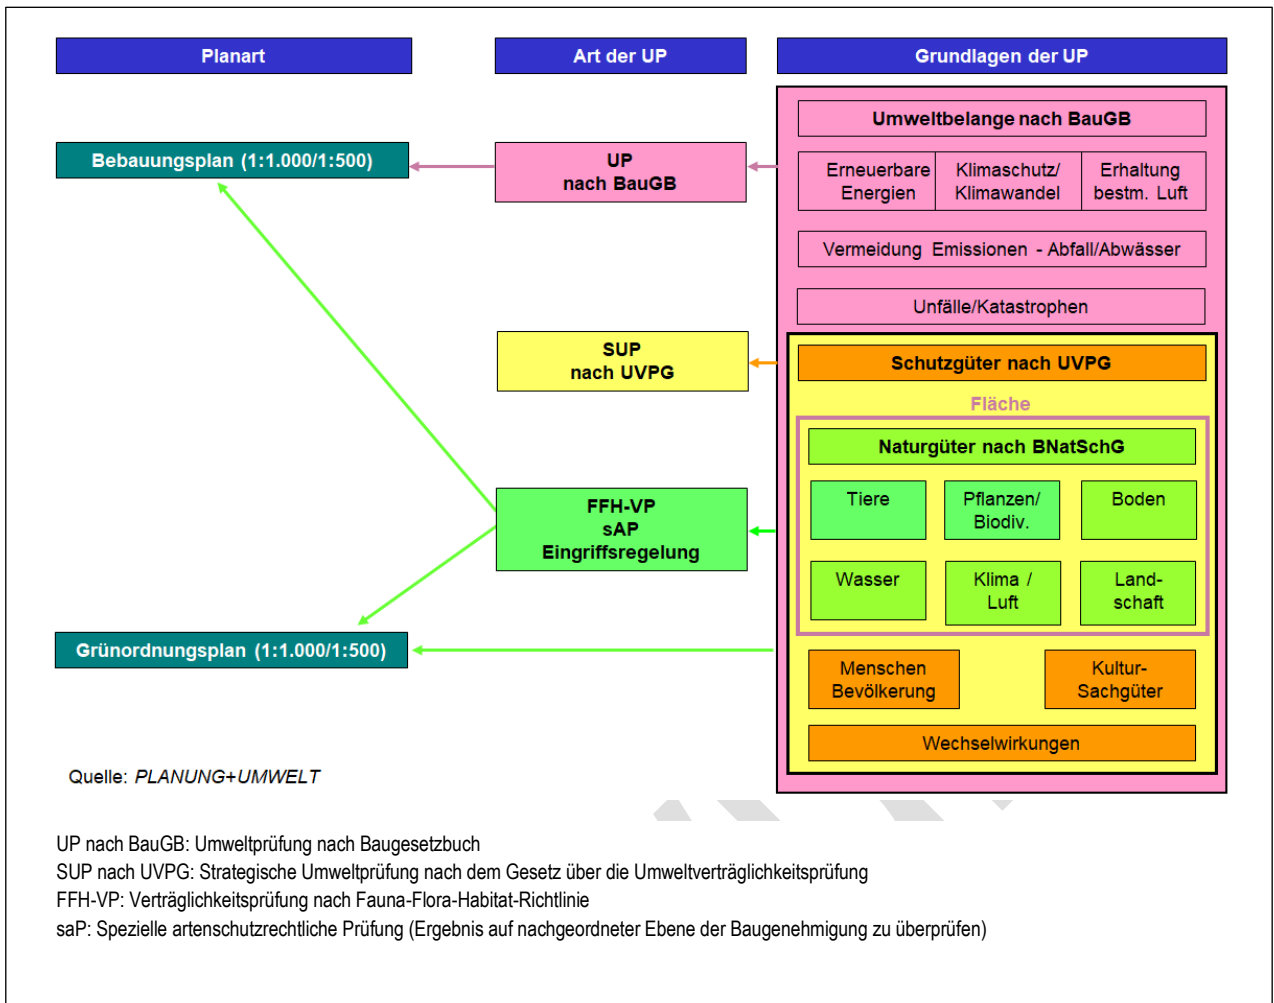 Planart
Art der UP
Grundlagen der UP
Umweltbelange nach BauGB
Bebauungsplan (1:1.000/1:500)
UP
nach BauGB
Erneuerbare
Energien
Klimaschutz/
Klimawandel
Erhaltung
bestm. Luft
Vermeidung Emissionen - Abfall/Abwässer
Unfälle/Katastrophen
SUP
nach UVPG
Schutzgüter nach UVPG
Fläche
Naturgüter nach BNatSchG
FFH-VP
sAP
Eingriffsregelung
Tiere
Pflanzen/
Biodiv.
Boden
Wasser
Klima /
Luft
Land-
schaft
Grünordnungsplan (1:1.000/1:500)
Menschen
Bevölkerung
Kultur-
Sachgüter
Wechselwirkungen
Quelle: PLANUNG+UMWELT
UP nach BauGB: Umweltprüfung nach Baugesetzbuch
SUP nach UVPG: Strategische Umweltprüfung nach dem Gesetz über die Umweltverträglichkeitsprüfung
FFH-VP: Verträglichkeitsprüfung nach Fauna-Flora-Habitat-Richtlinie
saP: Spezielle artenschutzrechtliche Prüfung (Ergebnis auf nachgeordneter Ebene der Baugenehmigung zu überprüfen)